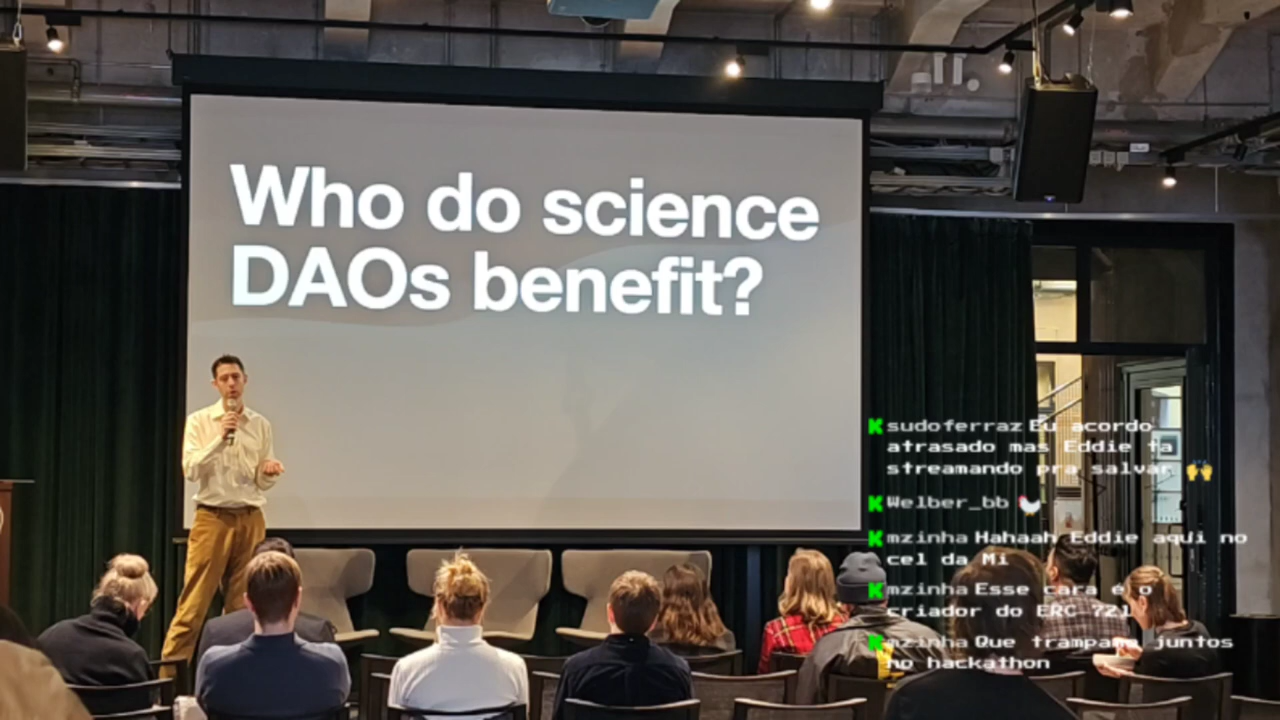 Who do science
DAOs benefit?
sudoferraz Eu acordo
atrasado mas Eddie ta
streamando pra salvar 🙌
Welber_bb 🐓
mzinha Hahaah Eddie aqui no
cel da Mi
mzinha Esse cara é o
criador do ERC 721
mzinha Que trampam juntos
no hackathon